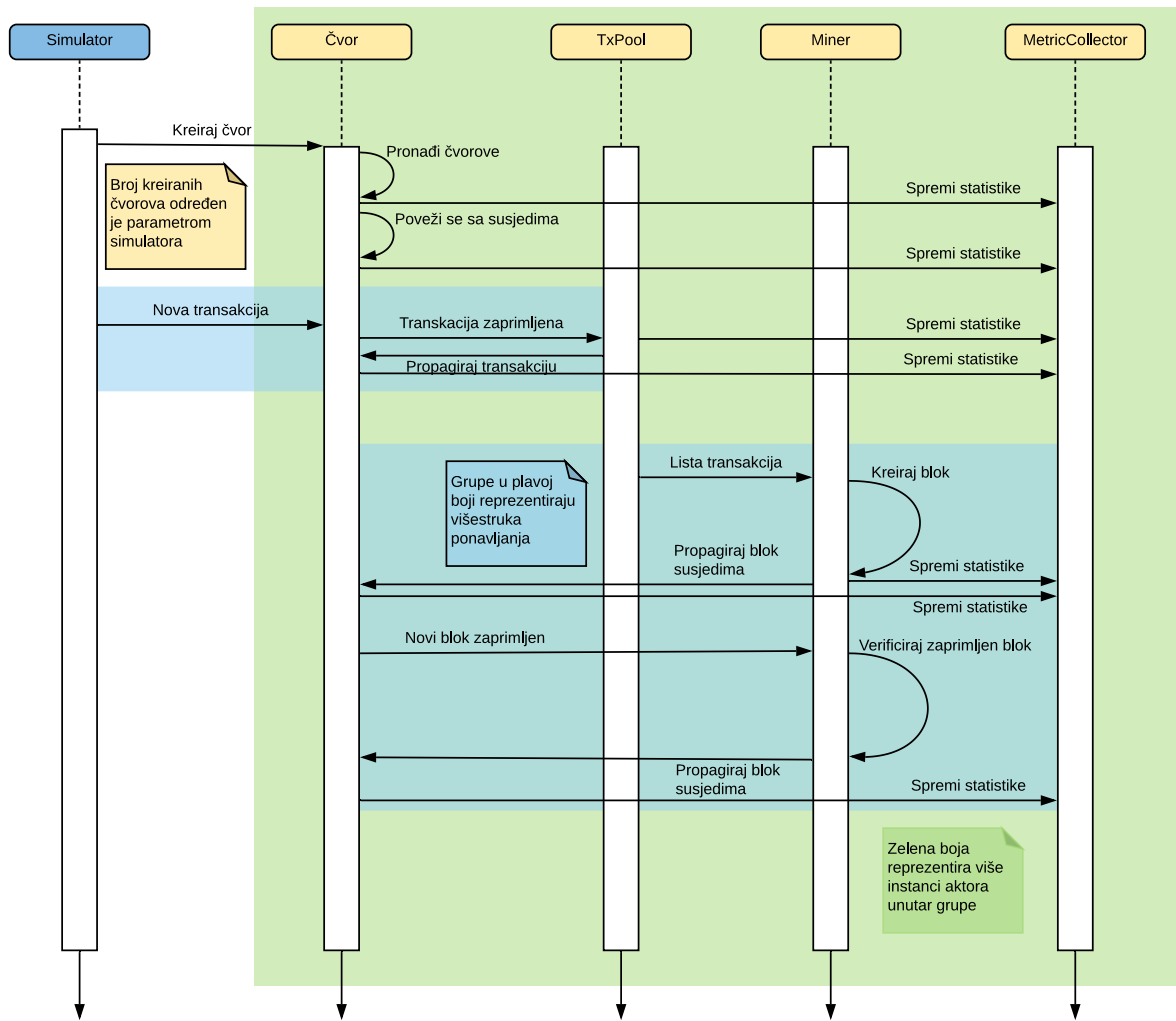 Simulator
Čvor
TxPool
Miner
MetricCollector
Kreiraj čvor
Pronađi čvorove
Broj kreiranih
čvorova određen
je parametrom
simulatora
Spremi statistike
Poveži se sa susjedima
Spremi statistike
Nova transakcija
Transkacija zaprimljena
Spremi statistike
Propagiraj transakciju
Spremi statistike
Lista transakcija
Kreiraj blok
Grupe u plavoj
boji reprezentiraju
višestruka
ponavljanja
Propagiraj blok
susjedima
Spremi statistike
Spremi statistike
Novi blok zaprimljen
Verificiraj zaprimljen blok
Propagiraj blok
susjedima
Spremi statistike
Zelena boja
reprezentira više
instanci aktora
unutar grupe